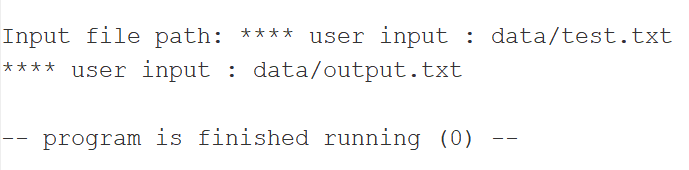 Input file path: **** user input : data/test.txt
**** user input : data/output.txt
-- program is finished running (0) --